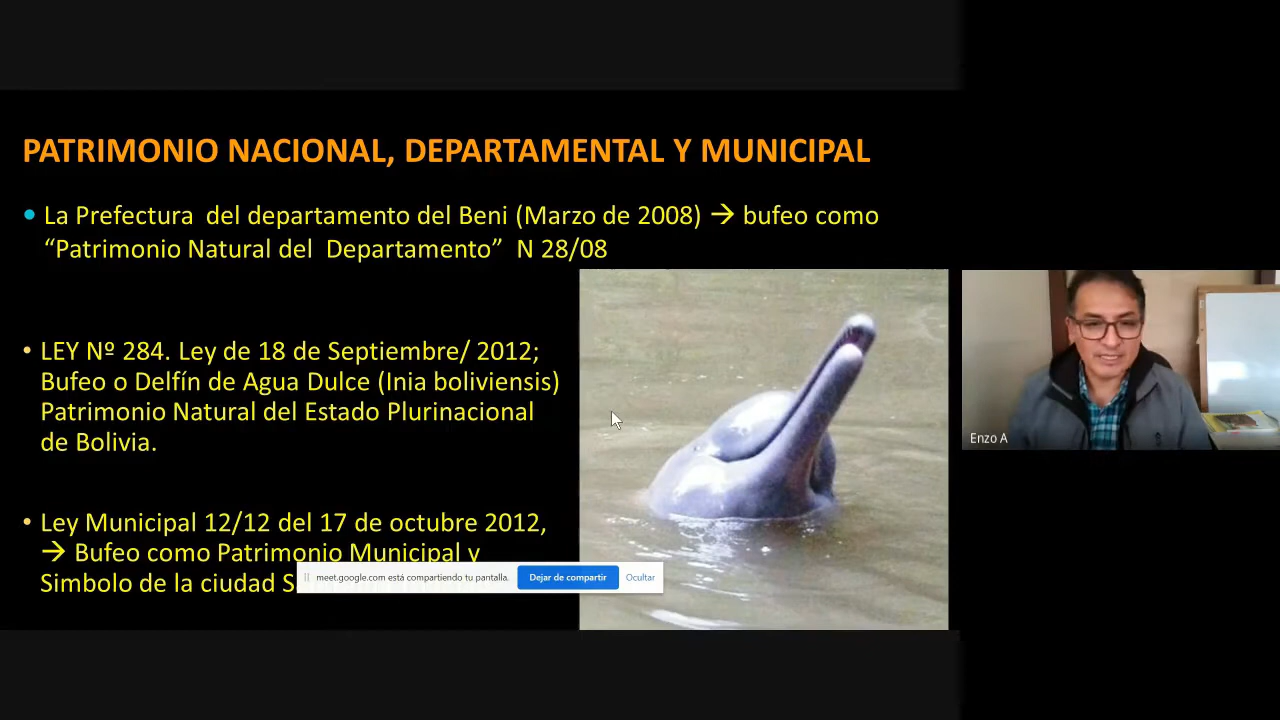 PATRIMONIO NACIONAL, DEPARTAMENTAL Y MUNICIPAL
• La Prefectura del departamento del Beni (Marzo de 2008) → bufeo como
“Patrimonio Natural del Departamento” N 28/08
• LEY Nº 284. Ley de 18 de Septiembre/ 2012;
Bufeo o Delfín de Agua Dulce (Inia boliviensis)
Patrimonio Natural del Estado Plurinacional
de Bolivia.
• Ley Municipal 12/12 del 17 de octubre 2012,
→ Bufeo como Patrimonio Municipal y
Simbolo de la ciudad
meet.google.com está compartiendo tu pantalla.
Dejar de compartir
Ocultar
Enzo A